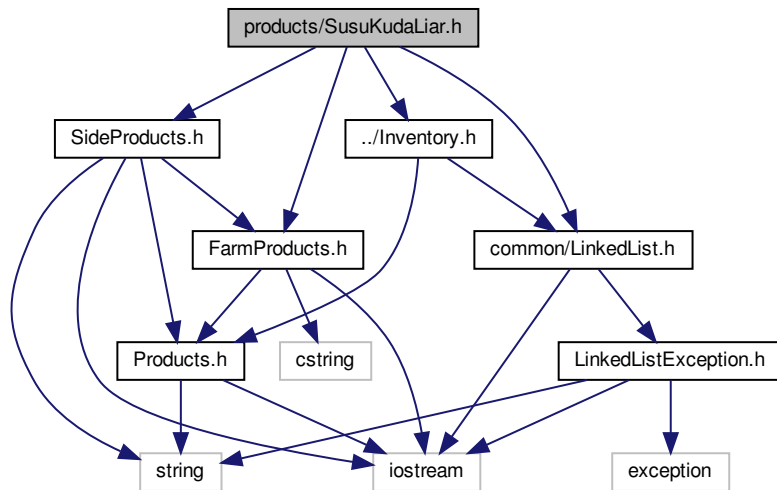 products/SusuKudaLiar.h
SideProducts.h
../Inventory.h
FarmProducts.h
common/LinkedList.h
Products.h
cstring
LinkedListException.h
string
iostream
exception